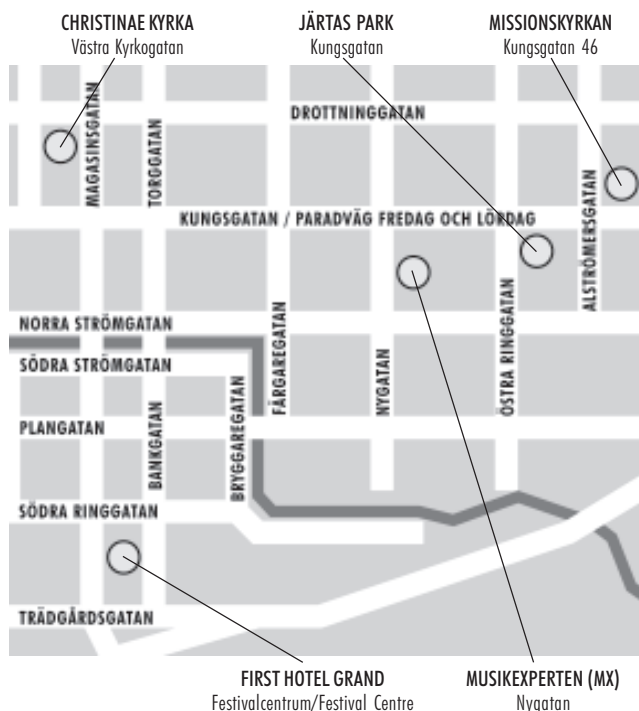 CHRISTINAE KYRKA
Västra Kyrkogatan
JÄRTAS PARK
Kungsgatan
MISSIONSKYRKAN
Kungsgatan 46
MAGASINSGATAN
TORGGATAN
DROTTNINGGATAN
ALSTRÖMERSGATAN
KUNGSGATAN / PARADVÄG FREDAG OCH LÖRDAG
NORRA STRÖMGATAN
SÖDRA STRÖMGATAN
FÄRGAREGATAN
NYGATAN
ÖSTRA RINGGATAN
PLANGATAN
BANKGATAN
BRYGGAREGATAN
SÖDRA RINGGATAN
TRÄDGÅRDSGATAN
FIRST HOTEL GRAND
Festivalcentrum/Festival Centre
MUSIKEXPERTEN (MX)
Nygatan